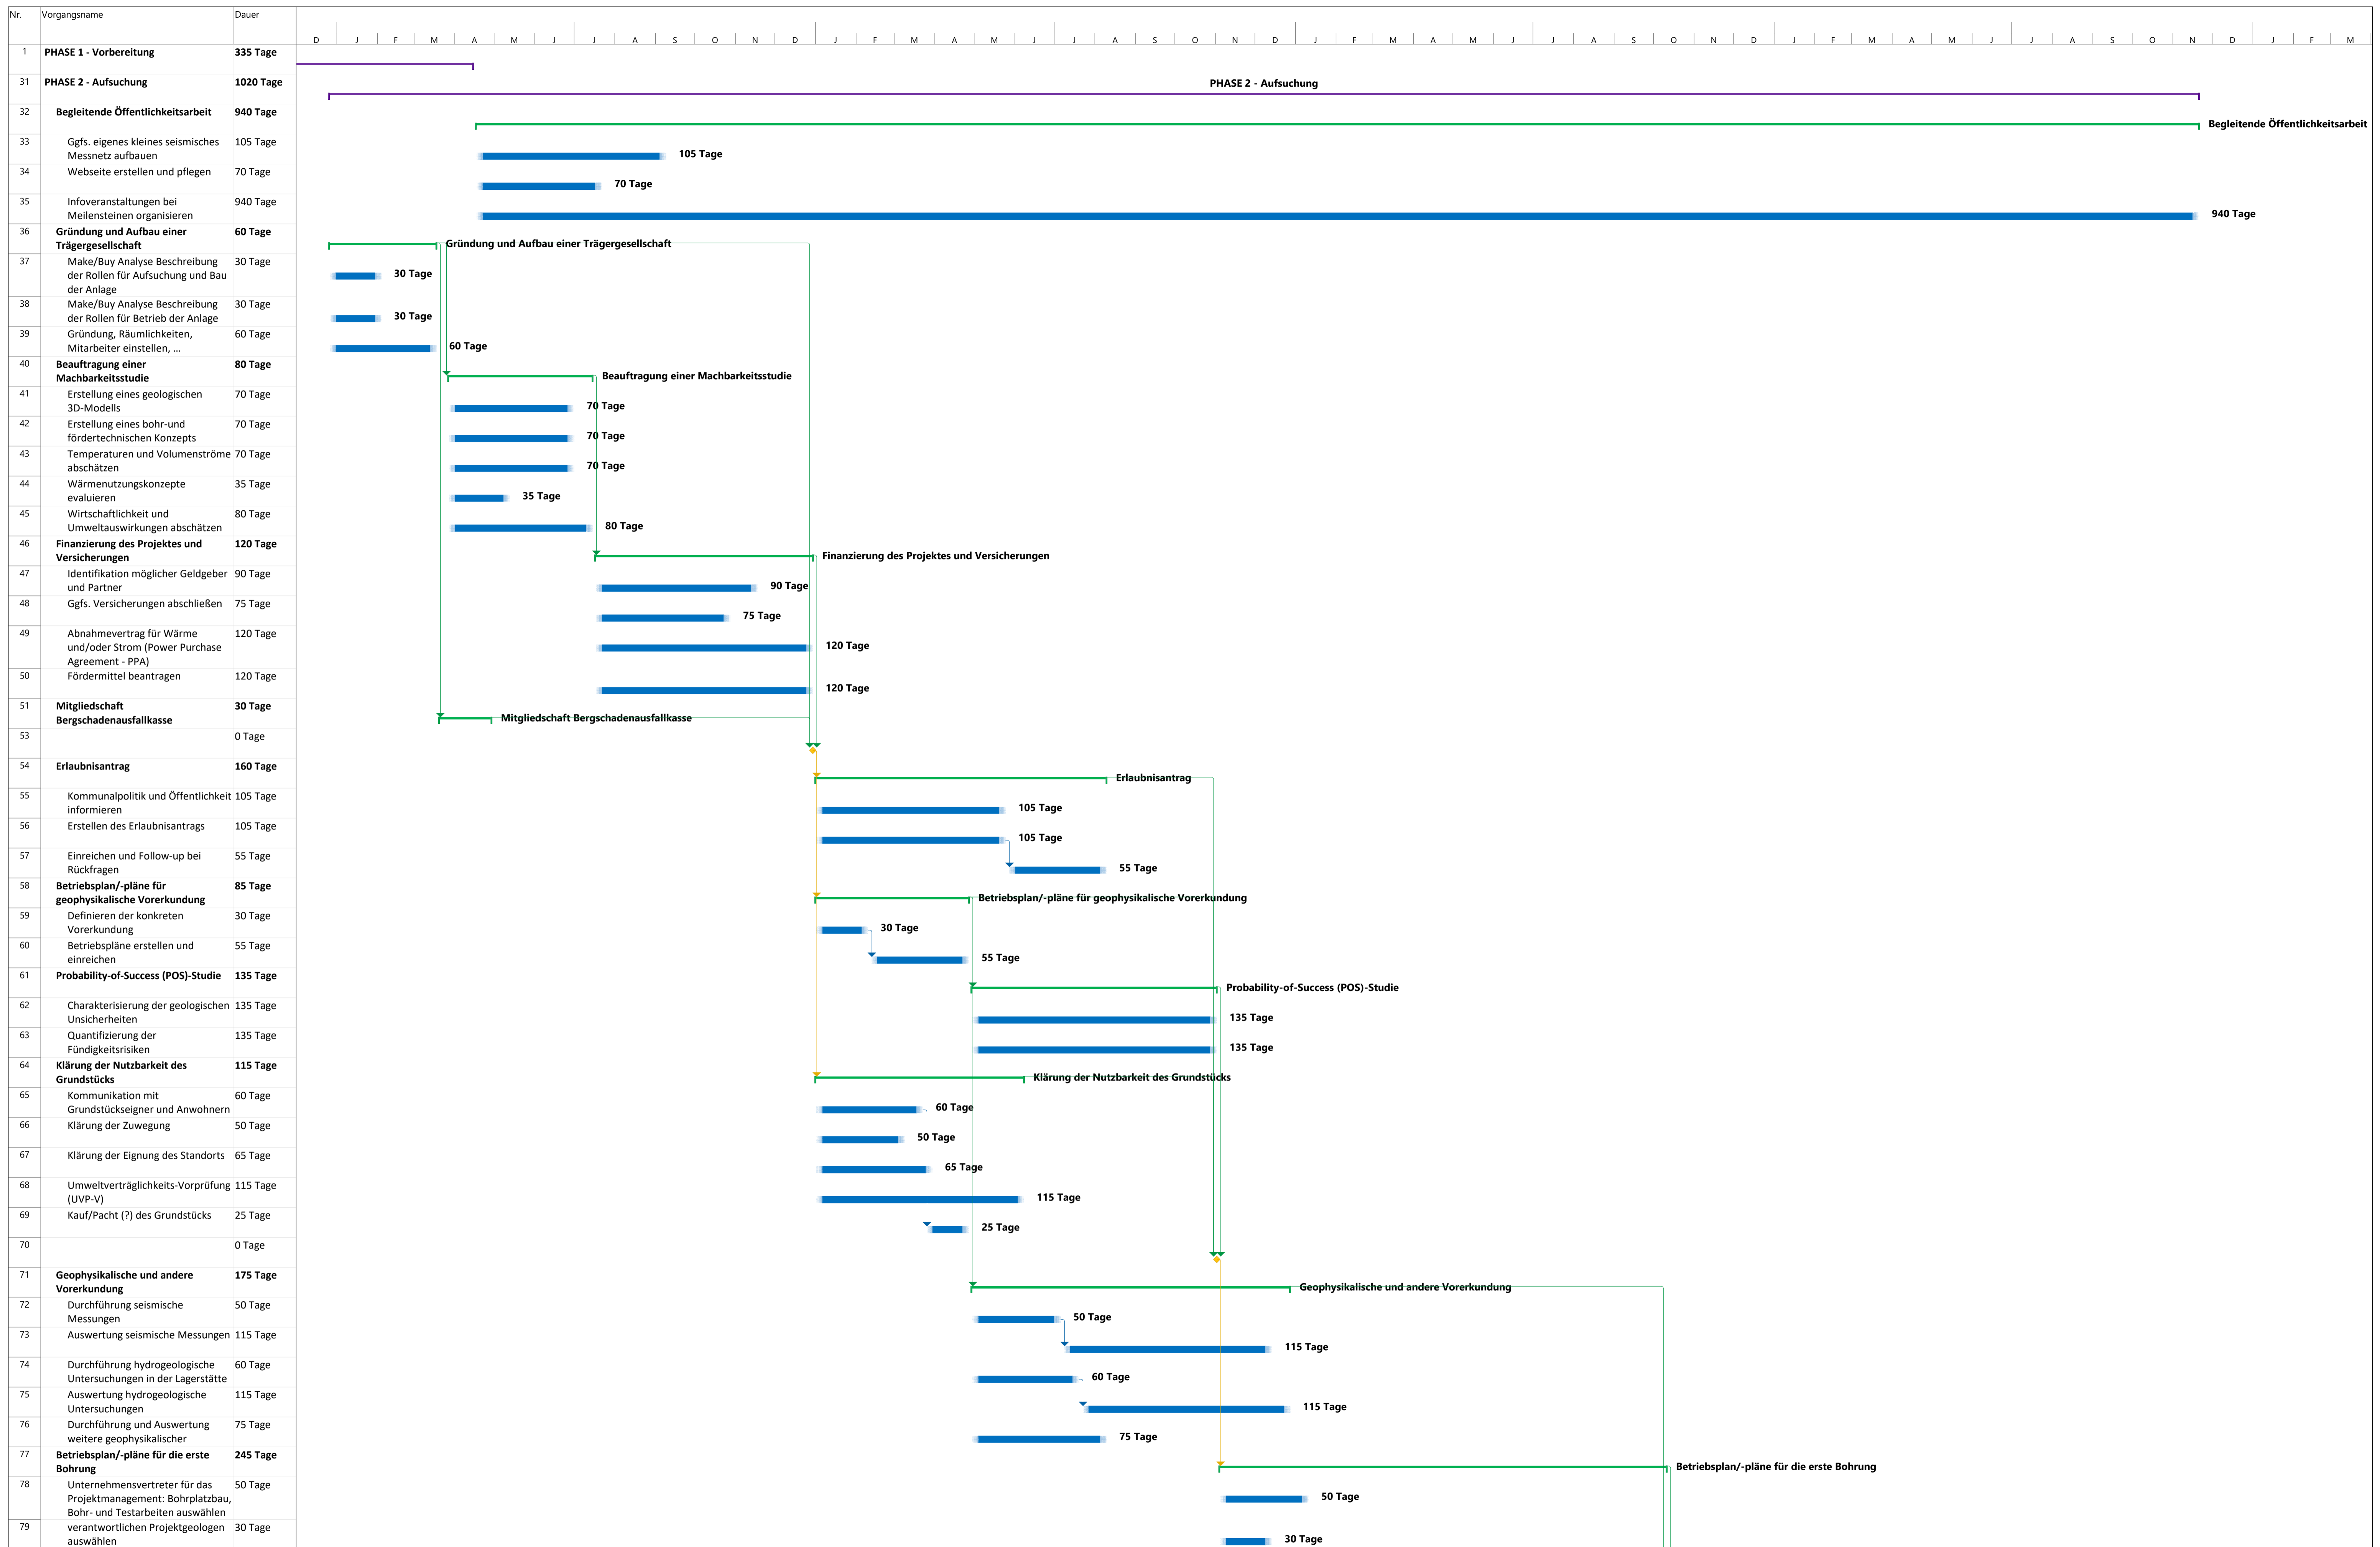 Nr. Vorgangsname Dauer
D J F M A M J J A S O N D J F M A M J J A S O N D J F M A M J J A S O N D J F M A M J J A S O N D J F M
1 PHASE 1 - Vorbereitung 335 Tage
31 PHASE 2 - Aufsuchung 1020 Tage PHASE 2 - Aufsuchung
32 Begleitende Öffentlichkeitsarbeit 940 Tage Begleitende Öffentlichkeitsarbeit
33 Ggfs. eigenes kleines seismisches 105 Tage
Messnetz aufbauen 105 Tage
34 Webseite erstellen und pflegen 70 Tage 70 Tage
35 Infoveranstaltungen bei 940 Tage
Meilensteinen organisieren 940 Tage
36 Gründung und Aufbau einer 60 Tage
Trägergesellschaft Gründung und Aufbau einer Trägergesellschaft
37 Make/Buy Analyse Beschreibung 30 Tage
der Rollen für Aufsuchung und Bau 30 Tage
der Anlage
38 Make/Buy Analyse Beschreibung 30 Tage
der Rollen für Betrieb der Anlage 30 Tage
39 Gründung, Räumlichkeiten, 60 Tage
Mitarbeiter einstellen, ... 60 Tage
40 Beauftragung einer 80 Tage
Machbarkeitsstudie Beauftragung einer Machbarkeitsstudie
41 Erstellung eines geologischen 70 Tage
3D-Modells 70 Tage
42 Erstellung eines bohr-und 70 Tage
fördertechnischen Konzepts 70 Tage
43 Temperaturen und Volumenströme 70 Tage
abschätzen 70 Tage
44 Wärmenutzungskonzepte 35 Tage
evaluieren 35 Tage
45 Wirtschaftlichkeit und 80 Tage
Umweltauswirkungen abschätzen 80 Tage
46 Finanzierung des Projektes und 120 Tage
Versicherungen Finanzierung des Projektes und Versicherungen
47 Identifikation möglicher Geldgeber 90 Tage
und Partner 90 Tage
48 Ggfs. Versicherungen abschließen 75 Tage 75 Tage
49 Abnahmevertrag für Wärme 120 Tage
und/oder Strom (Power Purchase 120 Tage
Agreement - PPA)
50 Fördermittel beantragen 120 Tage 120 Tage
51 Mitgliedschaft 30 Tage
Bergschadenausfallkasse Mitgliedschaft Bergschadenausfallkasse
53 0 Tage
54 Erlaubnisantrag 160 Tage Erlaubnisantrag
55 Kommunalpolitik und Öffentlichkeit 105 Tage
informieren 105 Tage
56 Erstellen des Erlaubnisantrags 105 Tage 105 Tage
57 Einreichen und Follow-up bei 55 Tage
Rückfragen 55 Tage
58 Betriebsplan/-pläne für 85 Tage
geophysikalische Vorerkundung Betriebsplan/-pläne für geophysikalische Vorerkundung
59 Definieren der konkreten 30 Tage
Vorerkundung 30 Tage
60 Betriebspläne erstellen und 55 Tage
einreichen 55 Tage
61 Probability-of-Success (POS)-Studie 135 Tage Probability-of-Success (POS)-Studie
62 Charakterisierung der geologischen 135 Tage
Unsicherheiten 135 Tage
63 Quantifizierung der 135 Tage
Fündigkeitsrisiken 135 Tage
64 Klärung der Nutzbarkeit des 115 Tage
Grundstücks Klärung der Nutzbarkeit des Grundstücks
65 Kommunikation mit 60 Tage
Grundstückseigner und Anwohnern 60 Tage
66 Klärung der Zuwegung 50 Tage 50 Tage
67 Klärung der Eignung des Standorts 65 Tage 65 Tage
68 Umweltverträglichkeits-Vorprüfung 115 Tage
(UVP-V) 115 Tage
69 Kauf/Pacht (?) des Grundstücks 25 Tage 25 Tage
70 0 Tage
71 Geophysikalische und andere 175 Tage
Vorerkundung Geophysikalische und andere Vorerkundung
72 Durchführung seismische 50 Tage
Messungen 50 Tage
73 Auswertung seismische Messungen 115 Tage 115 Tage
74 Durchführung hydrogeologische 60 Tage
Untersuchungen in der Lagerstätte 60 Tage
75 Auswertung hydrogeologische 115 Tage
Untersuchungen 115 Tage
76 Durchführung und Auswertung 75 Tage
weitere geophysikalischer 75 Tage
77 Betriebsplan/-pläne für die erste 245 Tage
Bohrung Betriebsplan/-pläne für die erste Bohrung
78 Unternehmensvertreter für das 50 Tage
Projektmanagement: Bohrplatzbau, 50 Tage
Bohr- und Testarbeiten auswählen
79 verantwortlichen Projektgeologen 30 Tage
auswählen 30 Tage